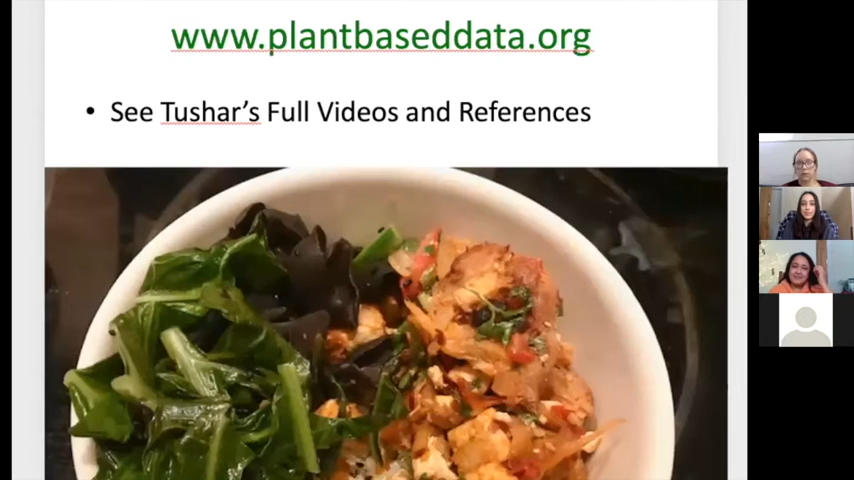 www.plantbaseddata.org
• See Tushar's Full Videos and References